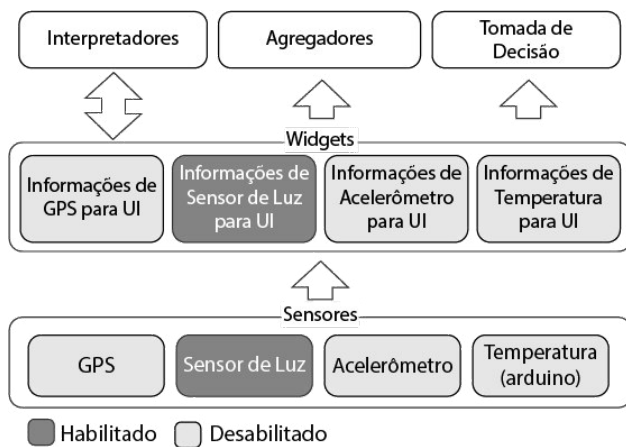 Interpretadores
Agregadores
Tomada de
Decisão
Widgets
Informações de
GPS para UI
Informações de
Sensor de Luz
para UI
Informações de
Acelerômetro
para UI
Informações de
Temperatura
para UI
Sensores
GPS
Sensor de Luz
Acelerômetro
Temperatura
(arduino)
Habilitado
Desabilitado